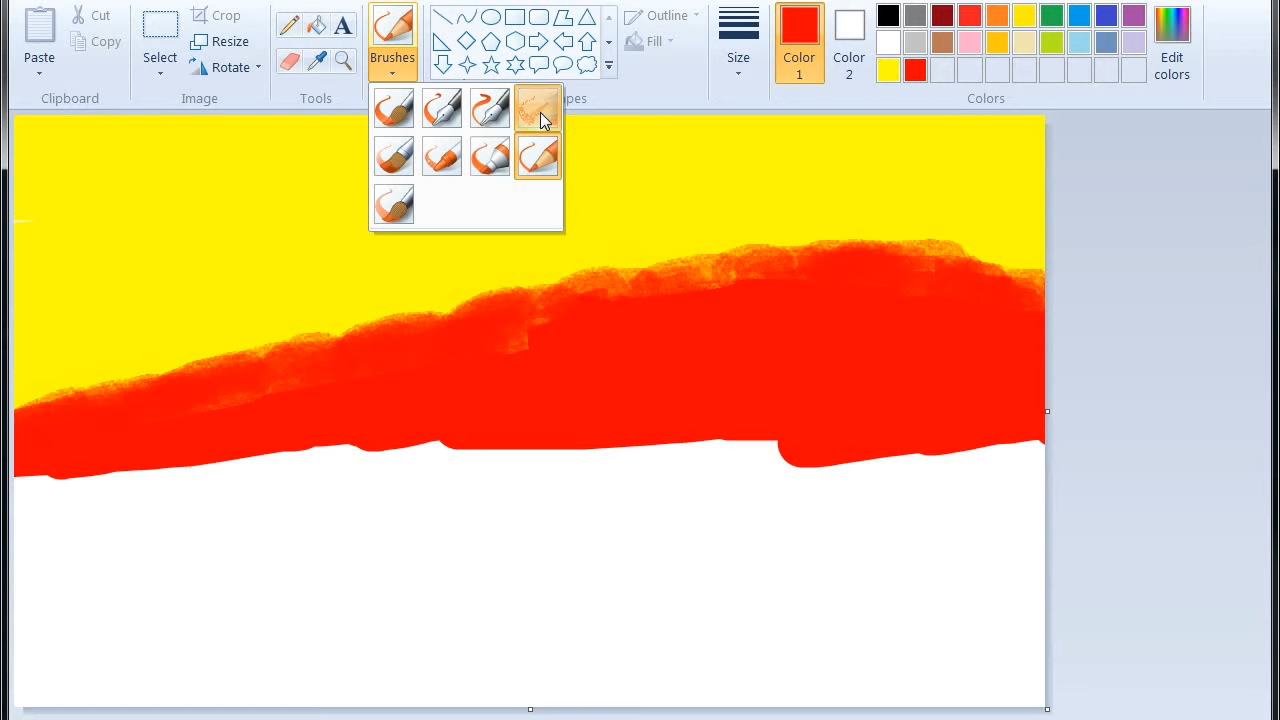 Paste
Cut
Copy
Clipboard
Select
Crop
Resize
Rotate
Image
A
Tools
Brushes
apes
Outline
Fill
Size
Color
1
Color
2
Edit
colors
Colors